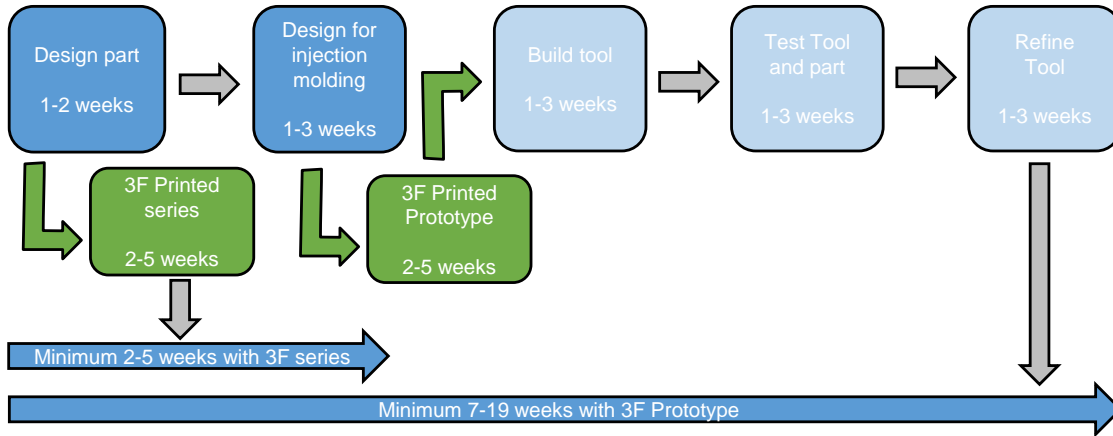 Design part
1-2 weeks
Design for
injection
molding
1-3 weeks
Build tool
1-3 weeks
Test Tool
and part
1-3 weeks
Refine
Tool
1-3 weeks
3F Printed
series
2-5 weeks
3F Printed
Prototype
2-5 weeks
Minimum 2-5 weeks with 3F series
Minimum 7-19 weeks with 3F Prototype